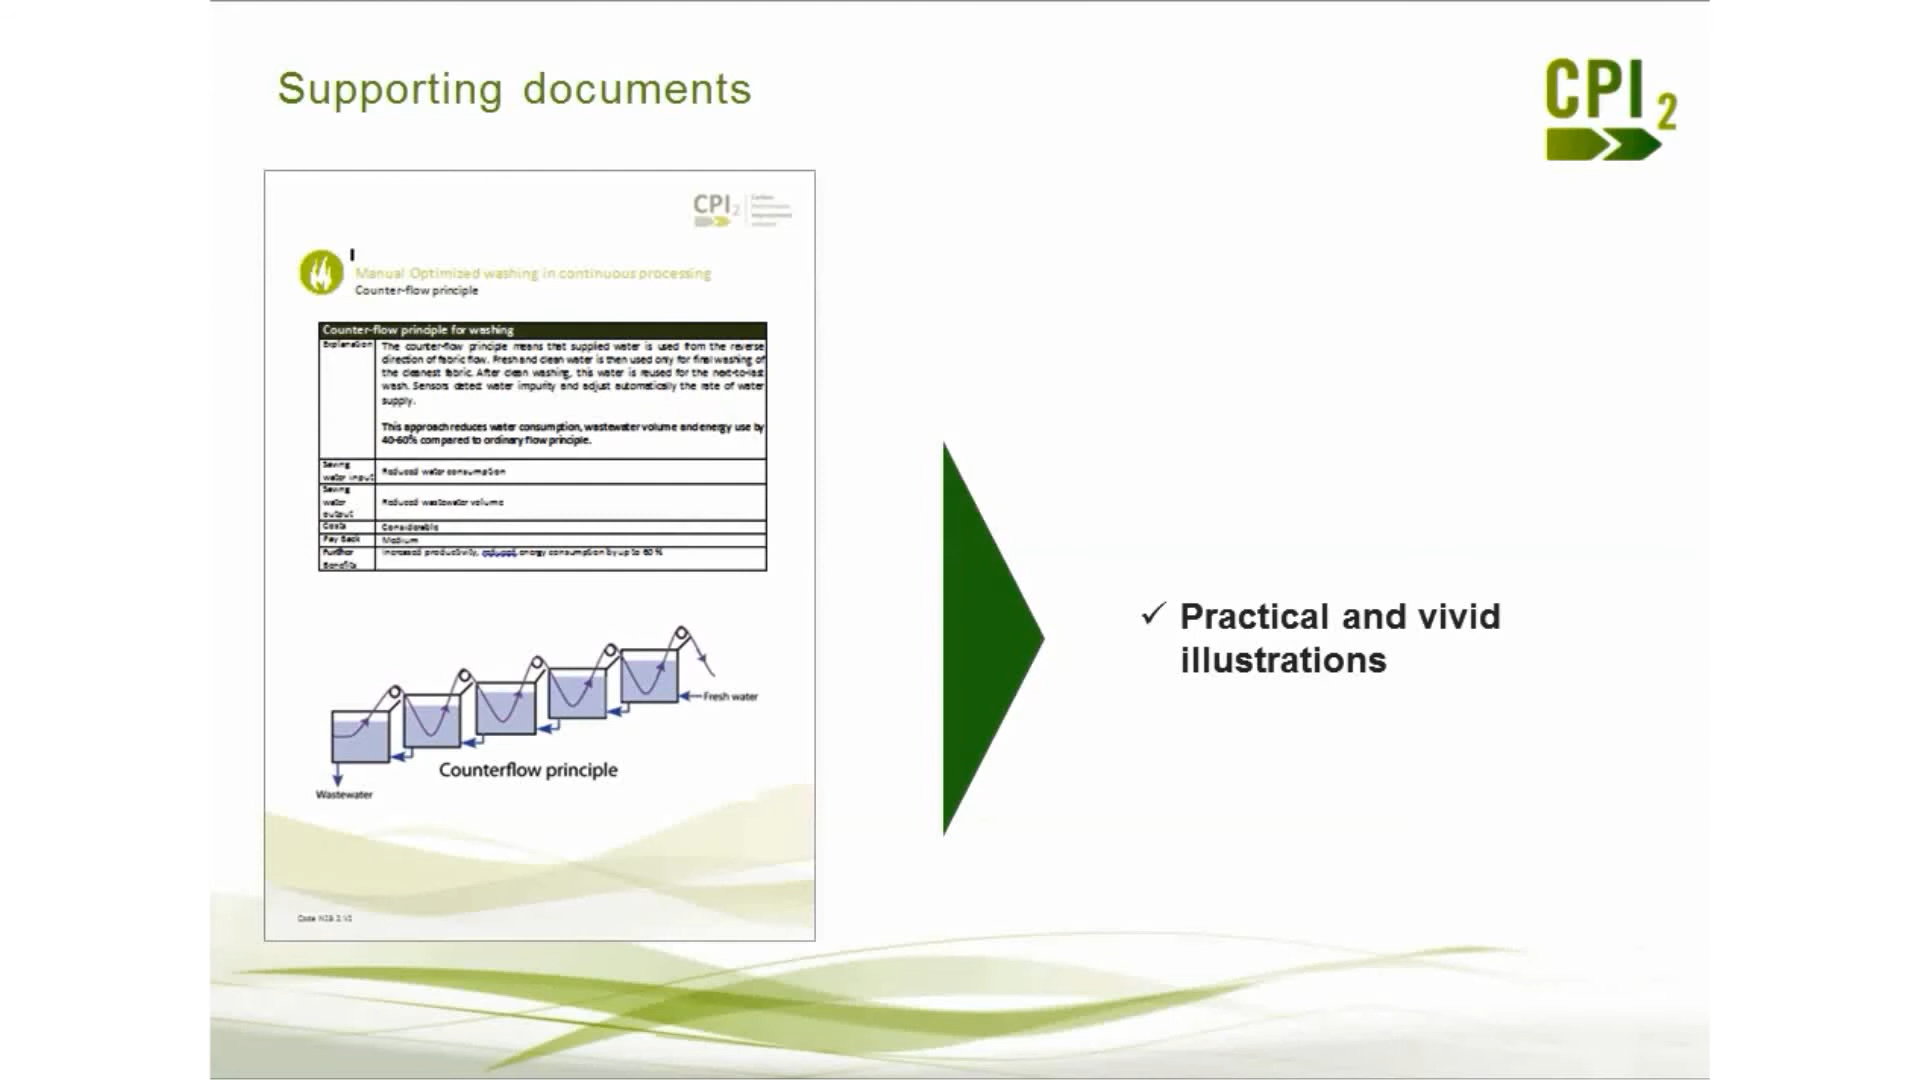 Supporting documents
CPI 2
CPI 2
Manual Optimized washing in continuous processing
Counter-flow principle
Counter-flow principle for washing
Explanation
The counter-flow principle means that supplied water is used from the reverse
direction of fabric flow. Fresh and clean water is then used only for final washing of
the cleanest fabric. After clean washing, this water is reused for the next-to-last
wash. Sensors detect water impurity and adjust automatically the rate of water
supply.
This approach reduces water consumption, wastewater volume and energy use by
40-60% compared to ordinary flow principle.
Saving
water input
Reduced water consumption
Saving
water
output
Reduced wastewater volume
Costs
Considerable
Pay Back
Medium
Further
Benefits
Increased productivity, reduced energy consumption by up to 60 %
Fresh water
Counterflow principle
Wastewater
✓ Practical and vivid
illustrations